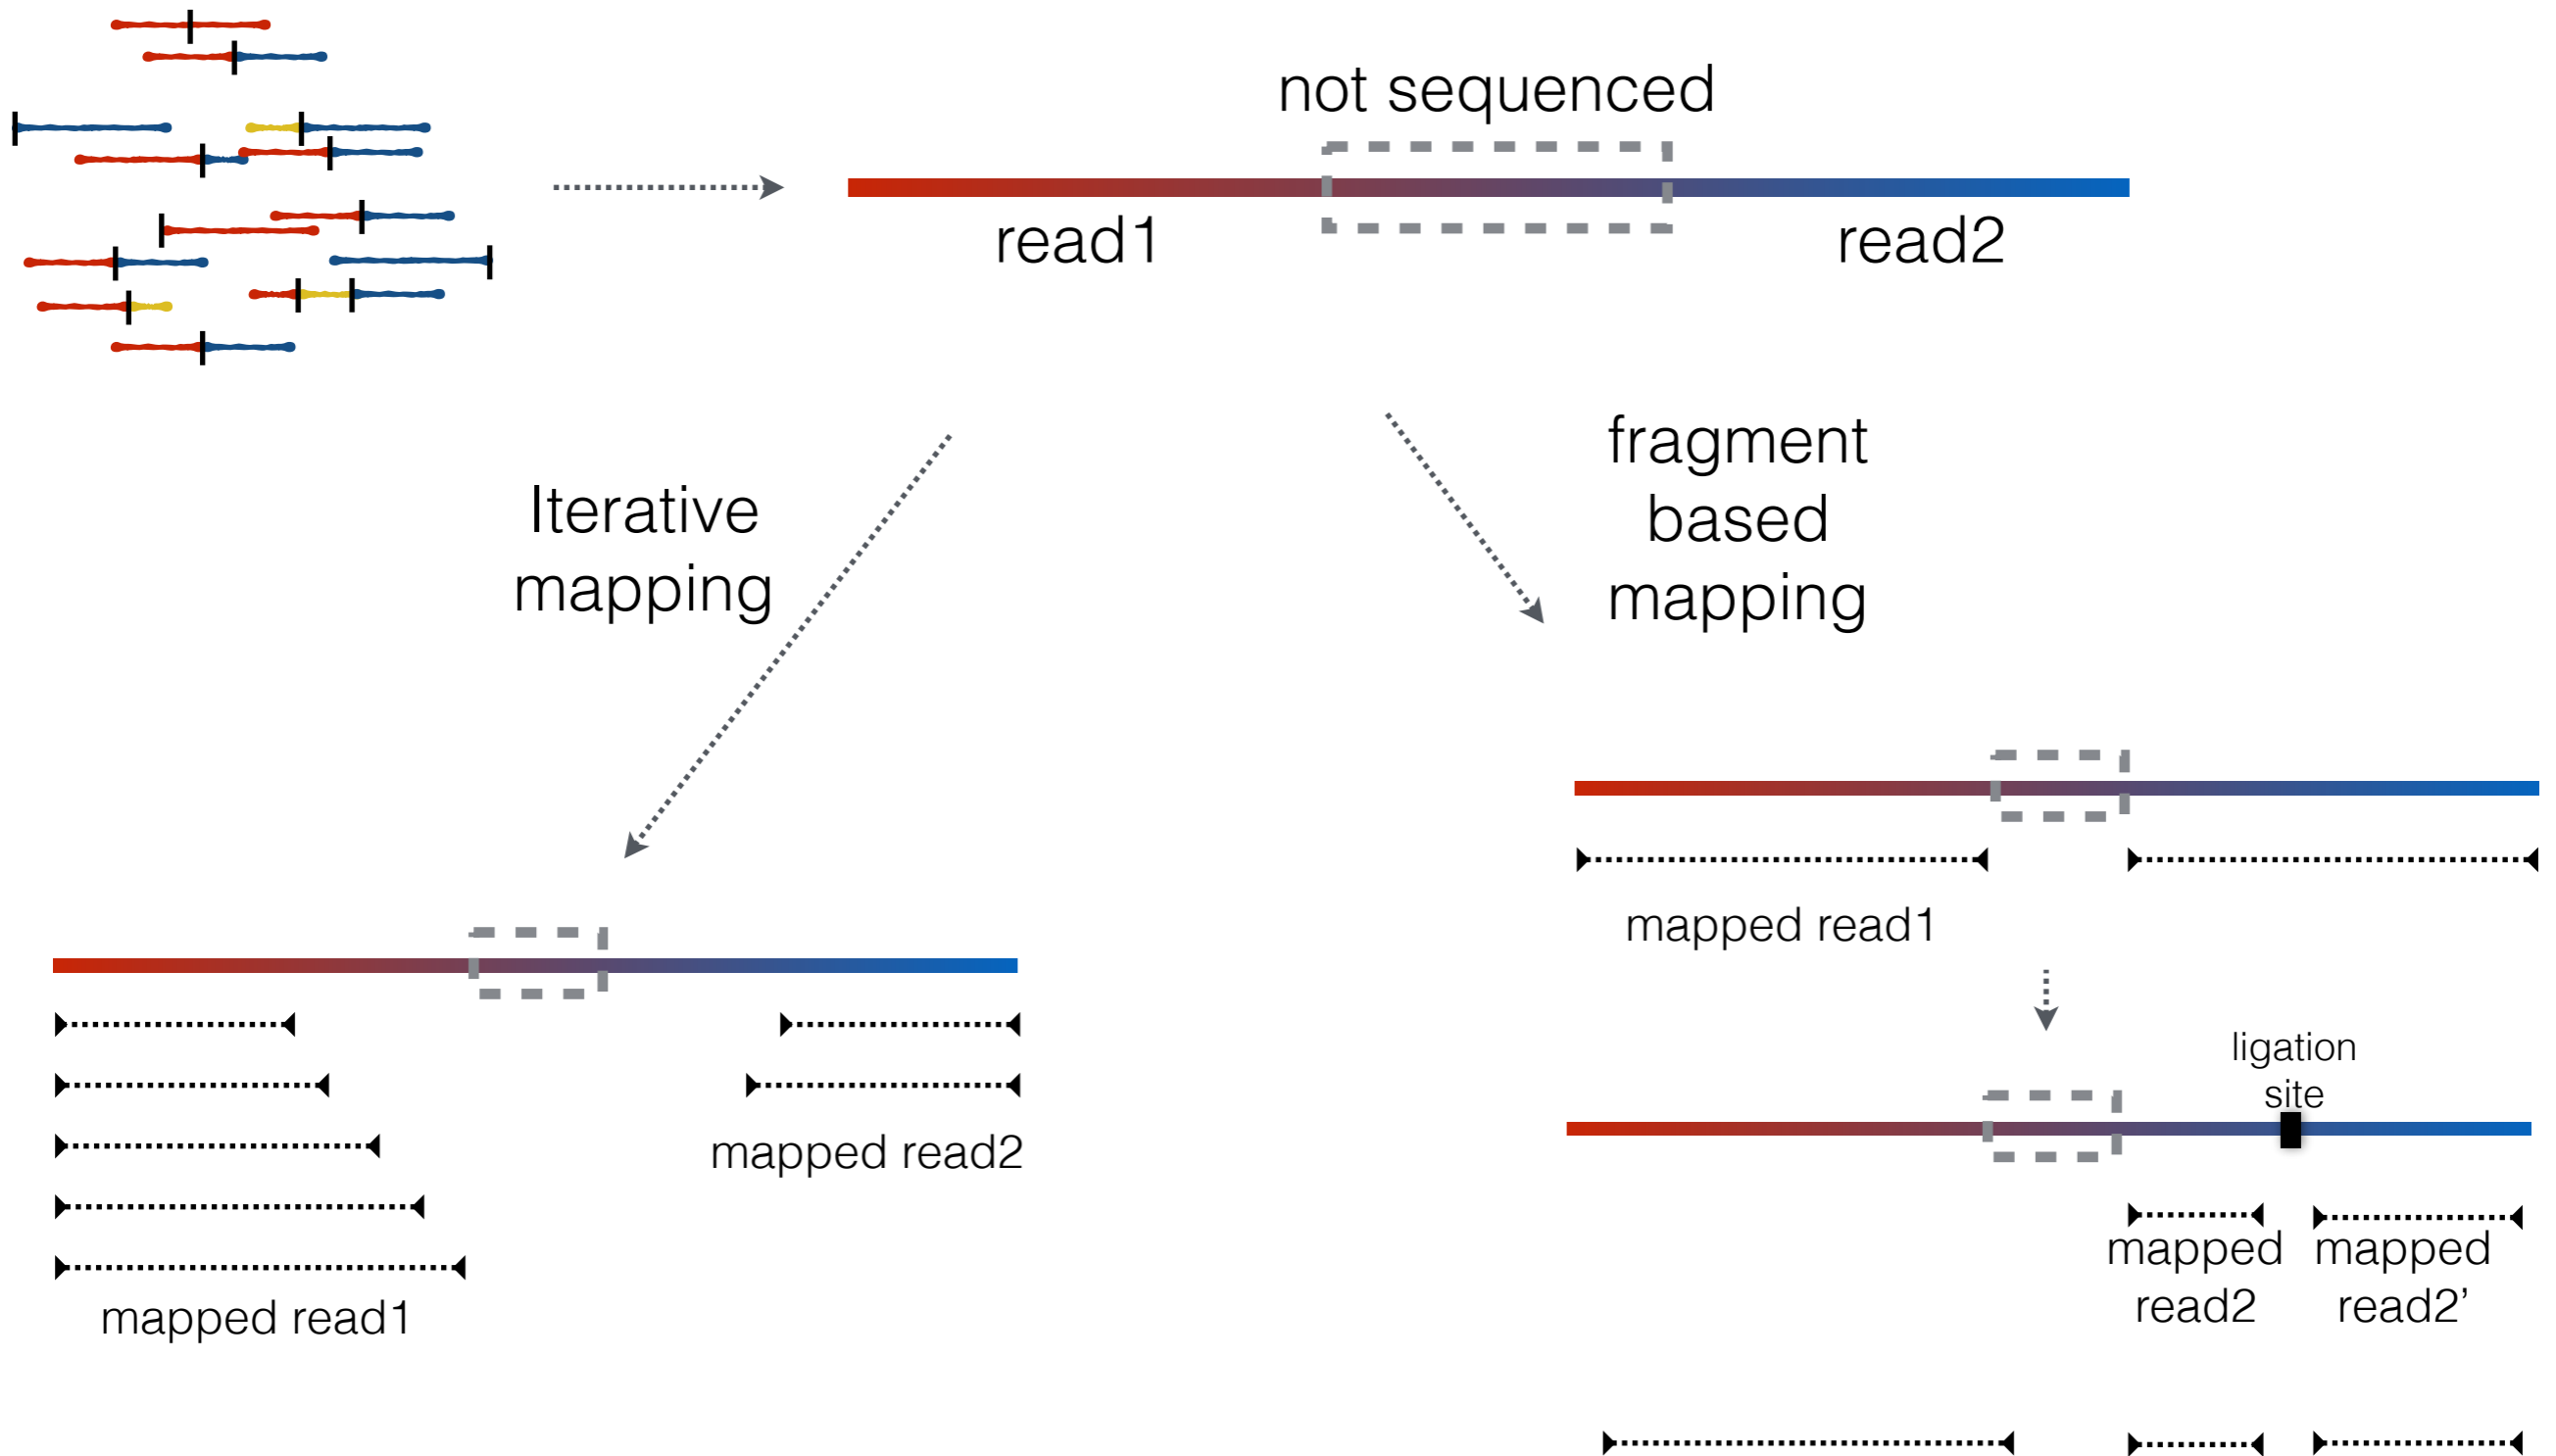 not sequenced
read1
read2
Iterative
mapping
fragment
based
mapping
mapped read1
ligation
site
mapped read2
mapped
read2
mapped
read2’
mapped read1